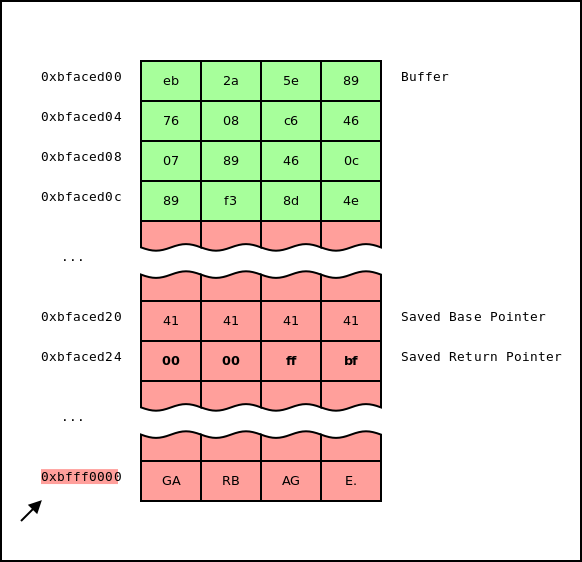 0xbfaced00 eb 2a 5e 89 Buffer
0xbfaced04 76 08 c6 46
0xbfaced08 07 89 46 0c
0xbfaced0c 89 f3 8d 4e
...
0xbfaced20 41 41 41 41 Saved Base Pointer
0xbfaced24 00 00 ff bf Saved Return Pointer
...
0xbfff0000 GA RB AG E.